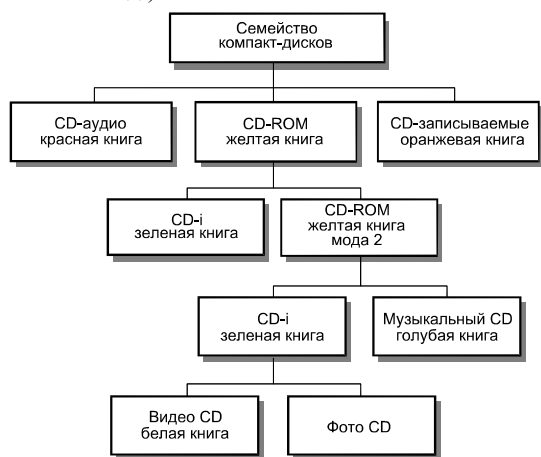 Семейство
компакт-дисков
CD-аудио
красная книга
CD-ROM
желтая книга
CD-записываемые
оранжевая книга
CD-i
зеленая книга
CD-ROM
желтая книга
мода 2
CD-i
зеленая книга
Музыкальный CD
голубая книга
Видео CD
белая книга
Фото CD